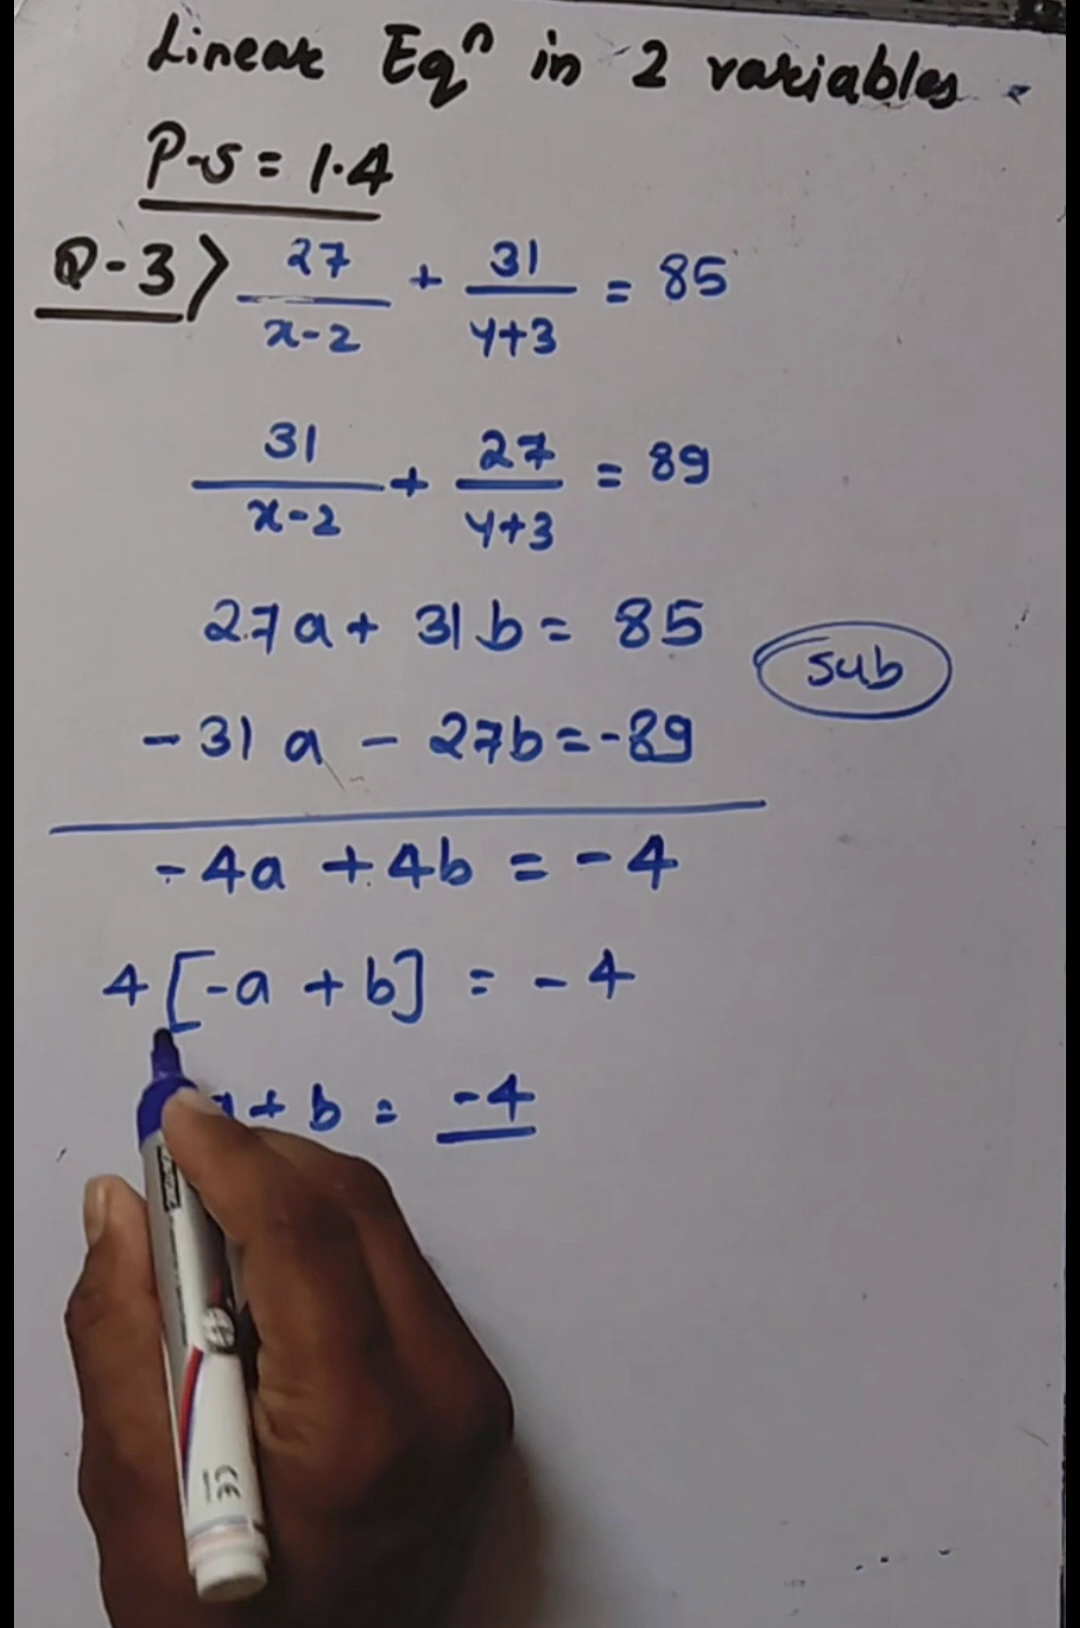 Linear Eqⁿ in 2 variables
P-S = 1.4
Q-3> 27/x-2 + 31/y+3 = 85
31/x-2 + 27/y+3 = 89
27a + 31b = 85
sub
-31a - 27b = -89
-4a + 4b = -4
4[-a + b] = -4
+ b = -4
CE